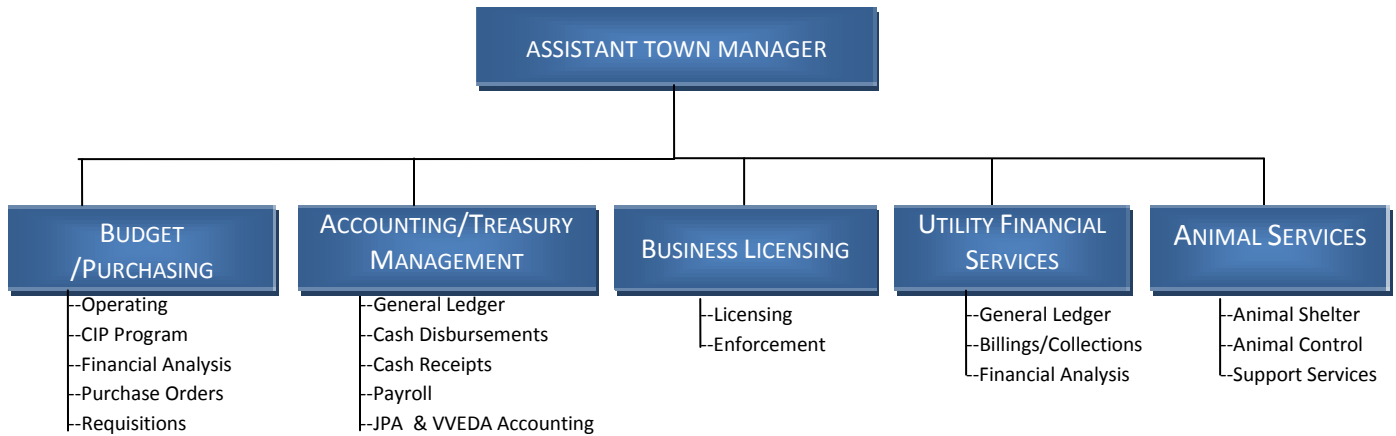 ASSISTANT TOWN MANAGER
BUDGET
/PURCHASING
--Operating
--CIP Program
--Financial Analysis
--Purchase Orders
--Requisitions
ACCOUNTING/TREASURY
MANAGEMENT
--General Ledger
--Cash Disbursements
--Cash Receipts
--Payroll
--JPA & VVEDA Accounting
BUSINESS LICENSING
--Licensing
--Enforcement
UTILITY FINANCIAL
SERVICES
--General Ledger
--Billings/Collections
--Financial Analysis
ANIMAL SERVICES
--Animal Shelter
--Animal Control
--Support Services